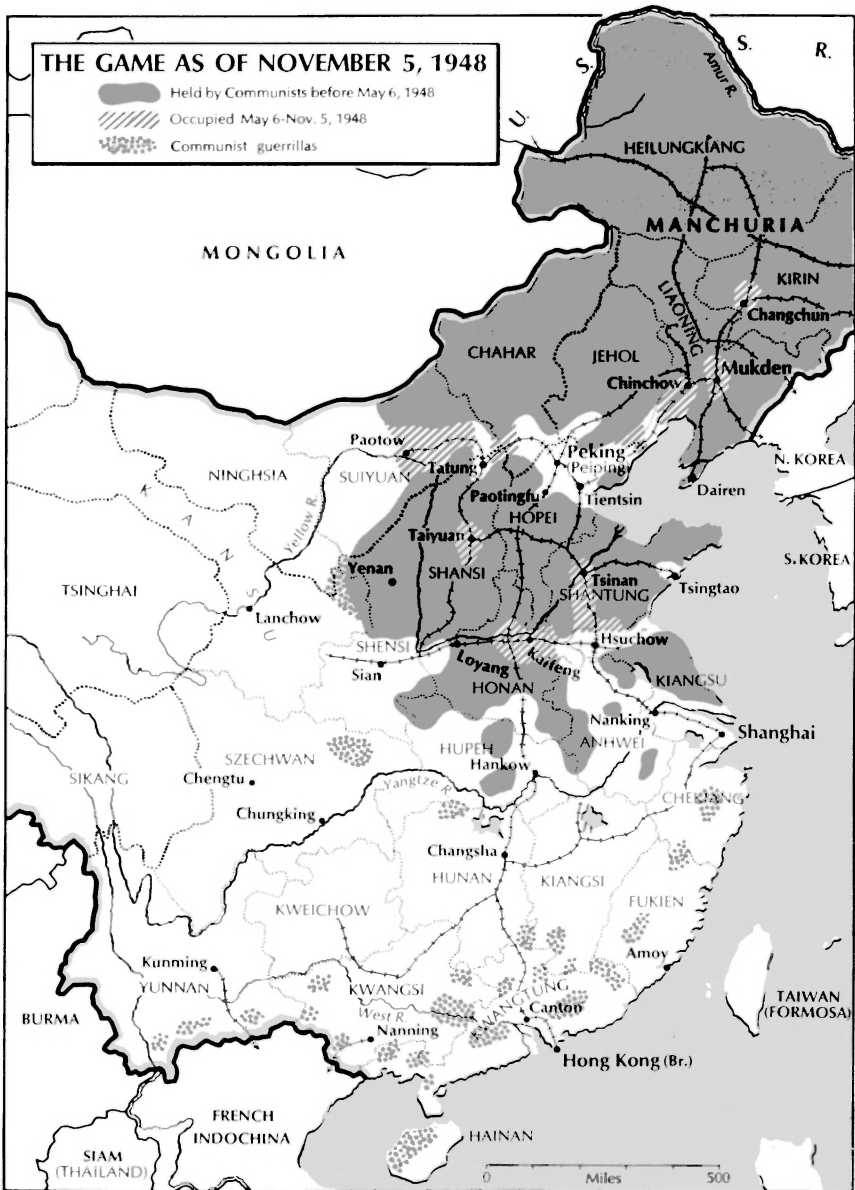 THE GAME AS OF NOVEMBER 5, 1948
Held by Communists before May 6, 1948
Occupied May 6-Nov. 5, 1948
Communist guerrillas
U. S. S. R.
Amur R.
HEILUNGKIANG
MANCHURIA
MONGOLIA
KIRIN
LIAONING
Changchun
CHAHAR
JEHOL
Mukden
Chinchow
Paotow
Peking
(Peiping)
N. KOREA
NINGHSIA
SUIYUAN
Tatung
Paotingfu
Tientsin
Dairen
HOPEI
KANSU
Yellow R.
Taiyuan
S. KOREA
Yenan
SHANSI
Tsinan
TSINGHAI
SHANTUNG
Tsingtao
Lanchow
SHENSI
Hsuchow
Sian
Loyang
Kaifeng
HONAN
KIANGSU
Nanking
Shanghai
SZECHWAN
HUPEH
ANHWEI
SIKANG
Hankow
Chengtu
Yangtze R.
CHEKIANG
Chungking
Changsha
HUNAN
KIANGSI
KWEICHOW
FUKIEN
Kunming
Amoy
YUNNAN
KWANGSI
KWANGTUNG
TAIWAN
(FORMOSA)
BURMA
West R.
Canton
Nanning
Hong Kong (Br.)
FRENCH
INDOCHINA
HAINAN
SIAM
(THAILAND)
0 Miles 500